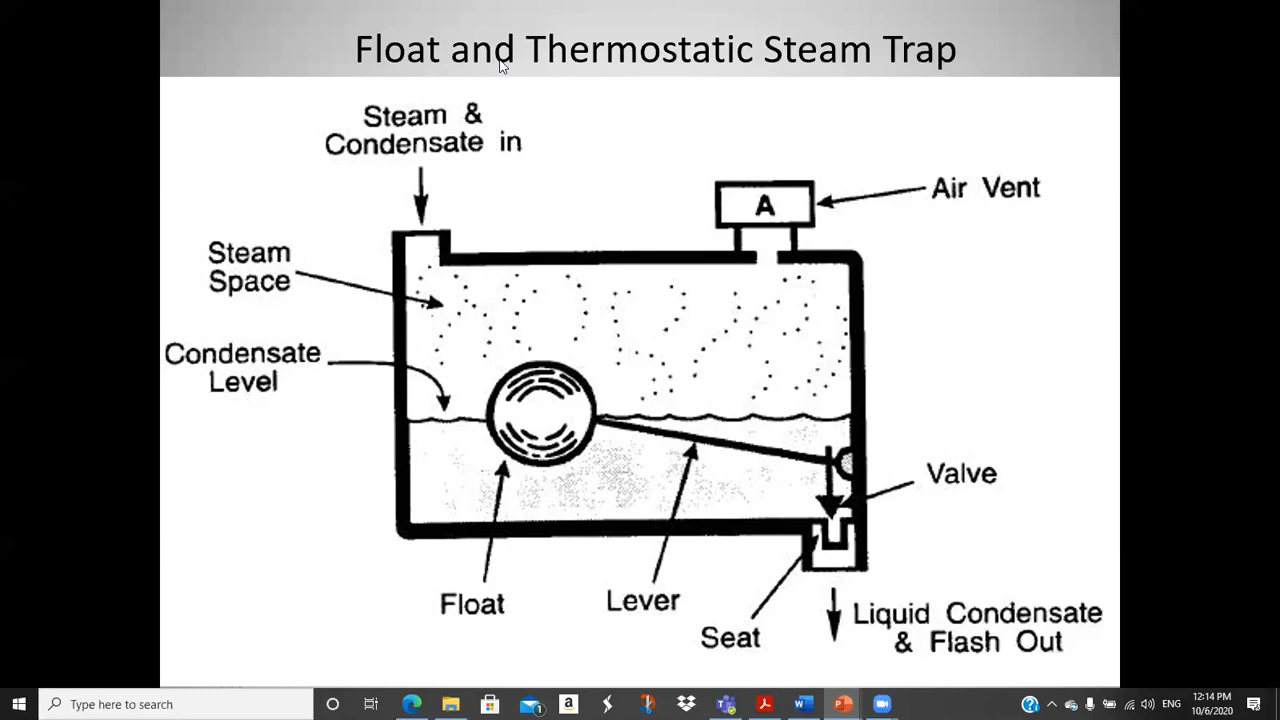 Float and Thermostatic Steam Trap
Steam &
Condensate in
A
Air Vent
Steam
Space
Condensate
Level
Valve
Float
Lever
Seat
Liquid Condensate
& Flash Out
Type here to search
a
W
P
?
ENG
12:14 PM
10/6/2020